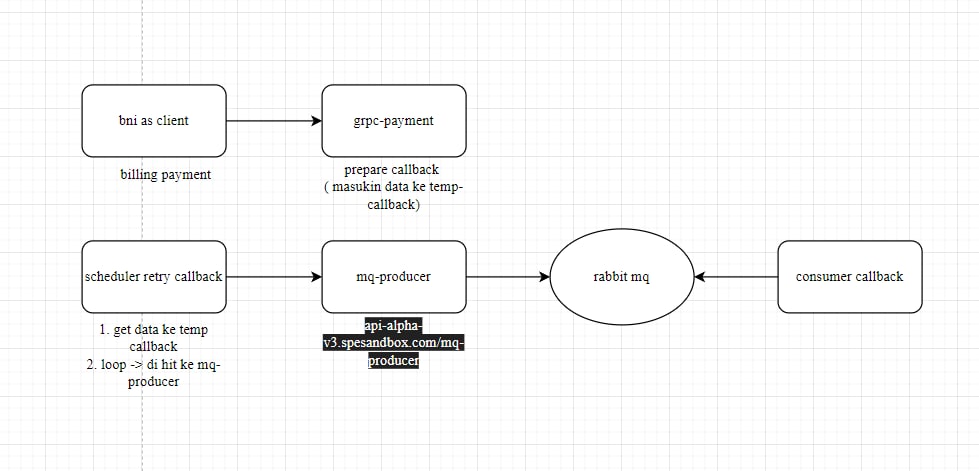 bni as client
grpc-payment
billing payment
prepare callback
( masukin data ke temp-
callback)
scheduler retry callback
mq-producer
rabbit mq
consumer callback
1. get data ke temp
callback
2. loop -> di hit ke mq-
producer
api-alpha-
v3.spesandbox.com/mq-
producer